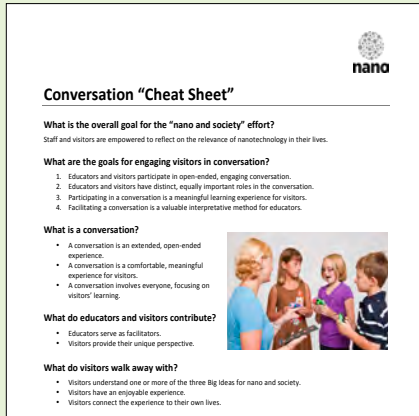 nano
Conversation “Cheat Sheet”
What is the overall goal for the “nano and society” effort?
Staff and visitors are empowered to reflect on the relevance of nanotechnology in their lives.
What are the goals for engaging visitors in conversation?
1. Educators and visitors participate in open-ended, engaging conversation.
2. Educators and visitors have distinct, equally important roles in the conversation.
3. Participating in a conversation is a meaningful learning experience for visitors.
4. Facilitating a conversation is a valuable interpretative method for educators.
What is a conversation?
• A conversation is an extended, open-ended
experience.
• A conversation is a comfortable, meaningful
experience for visitors.
• A conversation involves everyone, focusing on
visitors’ learning.
What do educators and visitors contribute?
• Educators serve as facilitators.
• Visitors provide their unique perspective.
What do visitors walk away with?
• Visitors understand one or more of the three Big Ideas for nano and society.
• Visitors have an enjoyable experience.
• Visitors connect the experience to their own lives.